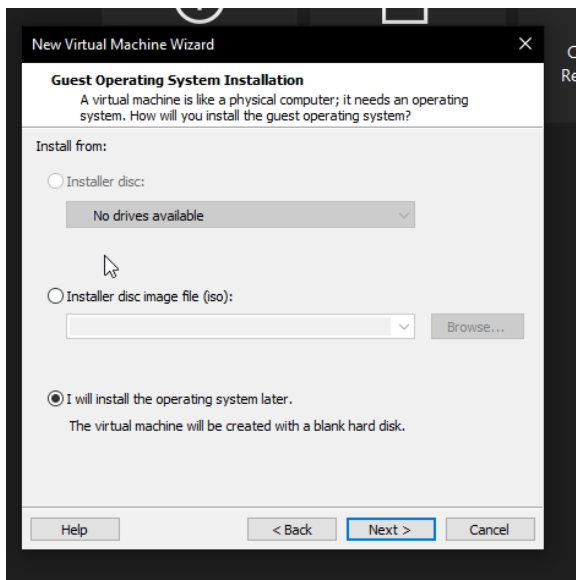 New Virtual Machine Wizard
Guest Operating System Installation
A virtual machine is like a physical computer; it needs an operating
system. How will you install the guest operating system?
Install from:
Installer disc:
No drives available
Installer disc image file (iso):
Browse...
I will install the operating system later.
The virtual machine will be created with a blank hard disk.
Help
< Back
Next >
Cancel